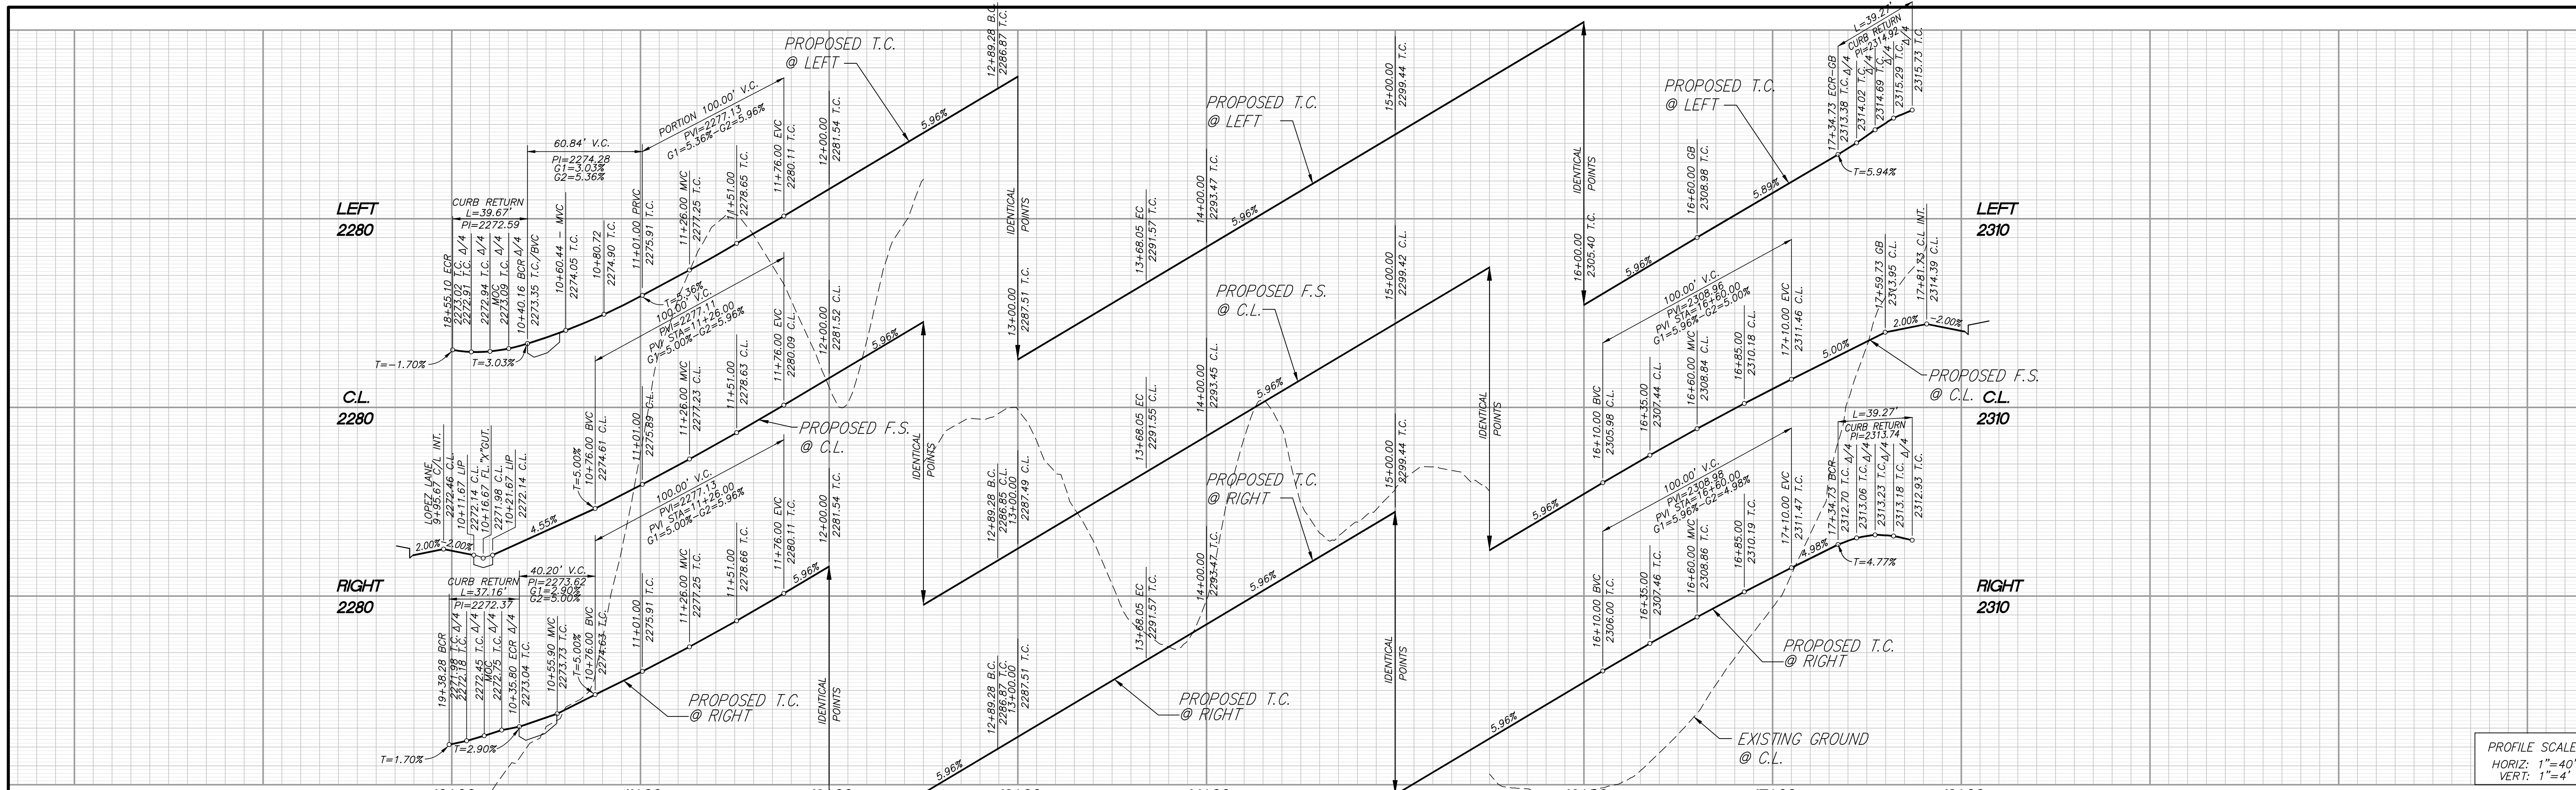 LEFT
2280
18+55.10 ECR
2273.02 T.C. Δ/4
2272.91 T.C.
2272.94 T.C. Δ/4
MOC
2273.09 T.C. Δ/4
10+40.16 BCR Δ/4
2273.35 T.C./BVC
CURB RETURN
L=39.67'
PI=2272.59
T=-1.70%
T=3.03%
60.84' V.C.
PI=2274.28
G1=3.03%
G2=5.36%
10+60.44 - MVC
2274.05 T.C.
10+80.72
2274.90 T.C.
11+01.00 PRVC
2275.91 T.C.
T=5.36%
PORTION 100.00' V.C.
PVI=2277.13
G1=5.36%-G2=5.96%
11+26.00 MVC
2277.25 T.C.
11+51.00
2278.65 T.C.
11+76.00 EVC
2280.11 T.C.
12+00.00
2281.54 T.C.
PROPOSED T.C.
@ LEFT
5.96%
12+89.28 B.C.
2286.87 T.C.
IDENTICAL
POINTS
13+00.00
2287.51 T.C.
13+68.05 EC
2291.57 T.C.
14+00.00
2293.47 T.C.
PROPOSED T.C.
@ LEFT
5.96%
15+00.00
2299.44 T.C.
IDENTICAL
POINTS
16+00.00
2305.40 T.C.
5.96%
16+60.00 GB
2308.98 T.C.
PROPOSED T.C.
@ LEFT
5.89%
17+34.73 ECR-GB
2313.38 T.C. Δ/4
2314.02 T.C. Δ/4
2314.69 T.C. Δ/4
2315.29 T.C. Δ/4
2315.73 T.C.
L=39.27'
CURB RETURN
PI=2314.92
T=5.94%
LEFT
2310
C.L.
2280
LOPEZ LANE
9+95.67 C/L INT.
2272.46 C.L.
10+11.67 LIP
2272.14 C.L.
10+16.67 FL."X"GUT.
2271.98 C.L.
10+21.67 LIP
2272.14 C.L.
2.00%
-2.00%
4.55%
T=5.00%
10+76.00 BVC
2274.61 C.L.
11+01.00
2275.89 C.L.
100.00' V.C.
PVI=2277.11
PVI STA=11+26.00
G1=5.00%-G2=5.96%
11+26.00 MVC
2277.23 C.L.
11+51.00
2278.63 C.L.
11+76.00 EVC
2280.09 C.L.
12+00.00
2281.52 C.L.
5.96%
PROPOSED F.S.
@ C.L.
IDENTICAL
POINTS
12+89.28 B.C.
2286.85 C.L.
13+00.00
2287.49 C.L.
13+68.05 EC
2291.55 C.L.
14+00.00
2293.45 C.L.
5.96%
PROPOSED F.S.
@ C.L.
15+00.00
2299.42 C.L.
IDENTICAL
POINTS
5.96%
16+10.00 BVC
2305.98 C.L.
16+35.00
2307.44 C.L.
100.00' V.C.
PVI=2308.96
PVI STA=16+60.00
G1=5.96%-G2=5.00%
16+60.00 MVC
2308.84 C.L.
16+85.00
2310.18 C.L.
17+10.00 EVC
2311.46 C.L.
5.00%
17+59.73 GB
2313.95 C.L.
17+81.73 C.L INT.
2314.39 C.L.
2.00%
-2.00%
PROPOSED F.S.
@ C.L.
C.L.
2310
RIGHT
2280
19+38.28 BCR
2271.98 T.C. Δ/4
2272.18 T.C.
2272.45 T.C. Δ/4
MOC
2272.75 T.C. Δ/4
10+35.80 ECR Δ/4
2273.04 T.C.
CURB RETURN
L=37.16'
PI=2272.37
T=1.70%
T=2.90%
40.20' V.C.
PI=2273.62
G1=2.90%
G2=5.00%
10+55.90 MVC
2273.73 T.C.
T=5.00%
10+76.00 BVC
2274.63 T.C.
11+01.00
2275.91 T.C.
100.00' V.C.
PVI=2277.13
PVI STA=11+26.00
G1=5.00%-G2=5.96%
11+26.00 MVC
2277.25 T.C.
11+51.00
2278.66 T.C.
11+76.00 EVC
2280.11 T.C.
5.96%
12+00.00
2281.54 T.C.
PROPOSED T.C.
@ RIGHT
IDENTICAL
POINTS
5.96%
12+89.28 B.C.
2286.87 T.C.
13+00.00
2287.51 T.C.
PROPOSED T.C.
@ RIGHT
13+68.05 EC
2291.57 T.C.
14+00.00
2293.47 T.C.
5.96%
PROPOSED T.C.
@ RIGHT
15+00.00
2299.44 T.C.
IDENTICAL
POINTS
5.96%
16+10.00 BVC
2306.00 T.C.
16+35.00
2307.46 T.C.
100.00' V.C.
PVI=2308.98
PVI STA=16+60.00
G1=5.96%-G2=4.98%
16+60.00 MVC
2308.86 T.C.
16+85.00
2310.19 T.C.
17+10.00 EVC
2311.47 T.C.
4.98%
17+34.73 BCR
2312.70 T.C. Δ/4
2313.06 T.C. Δ/4
2313.23 T.C. Δ/4
2313.18 T.C. Δ/4
2312.93 T.C.
L=39.27'
CURB RETURN
PI=2313.74
T=4.77%
PROPOSED T.C.
@ RIGHT
EXISTING GROUND
@ C.L.
RIGHT
2310
PROFILE SCALE
HORIZ: 1"=40'
VERT: 1"=4'